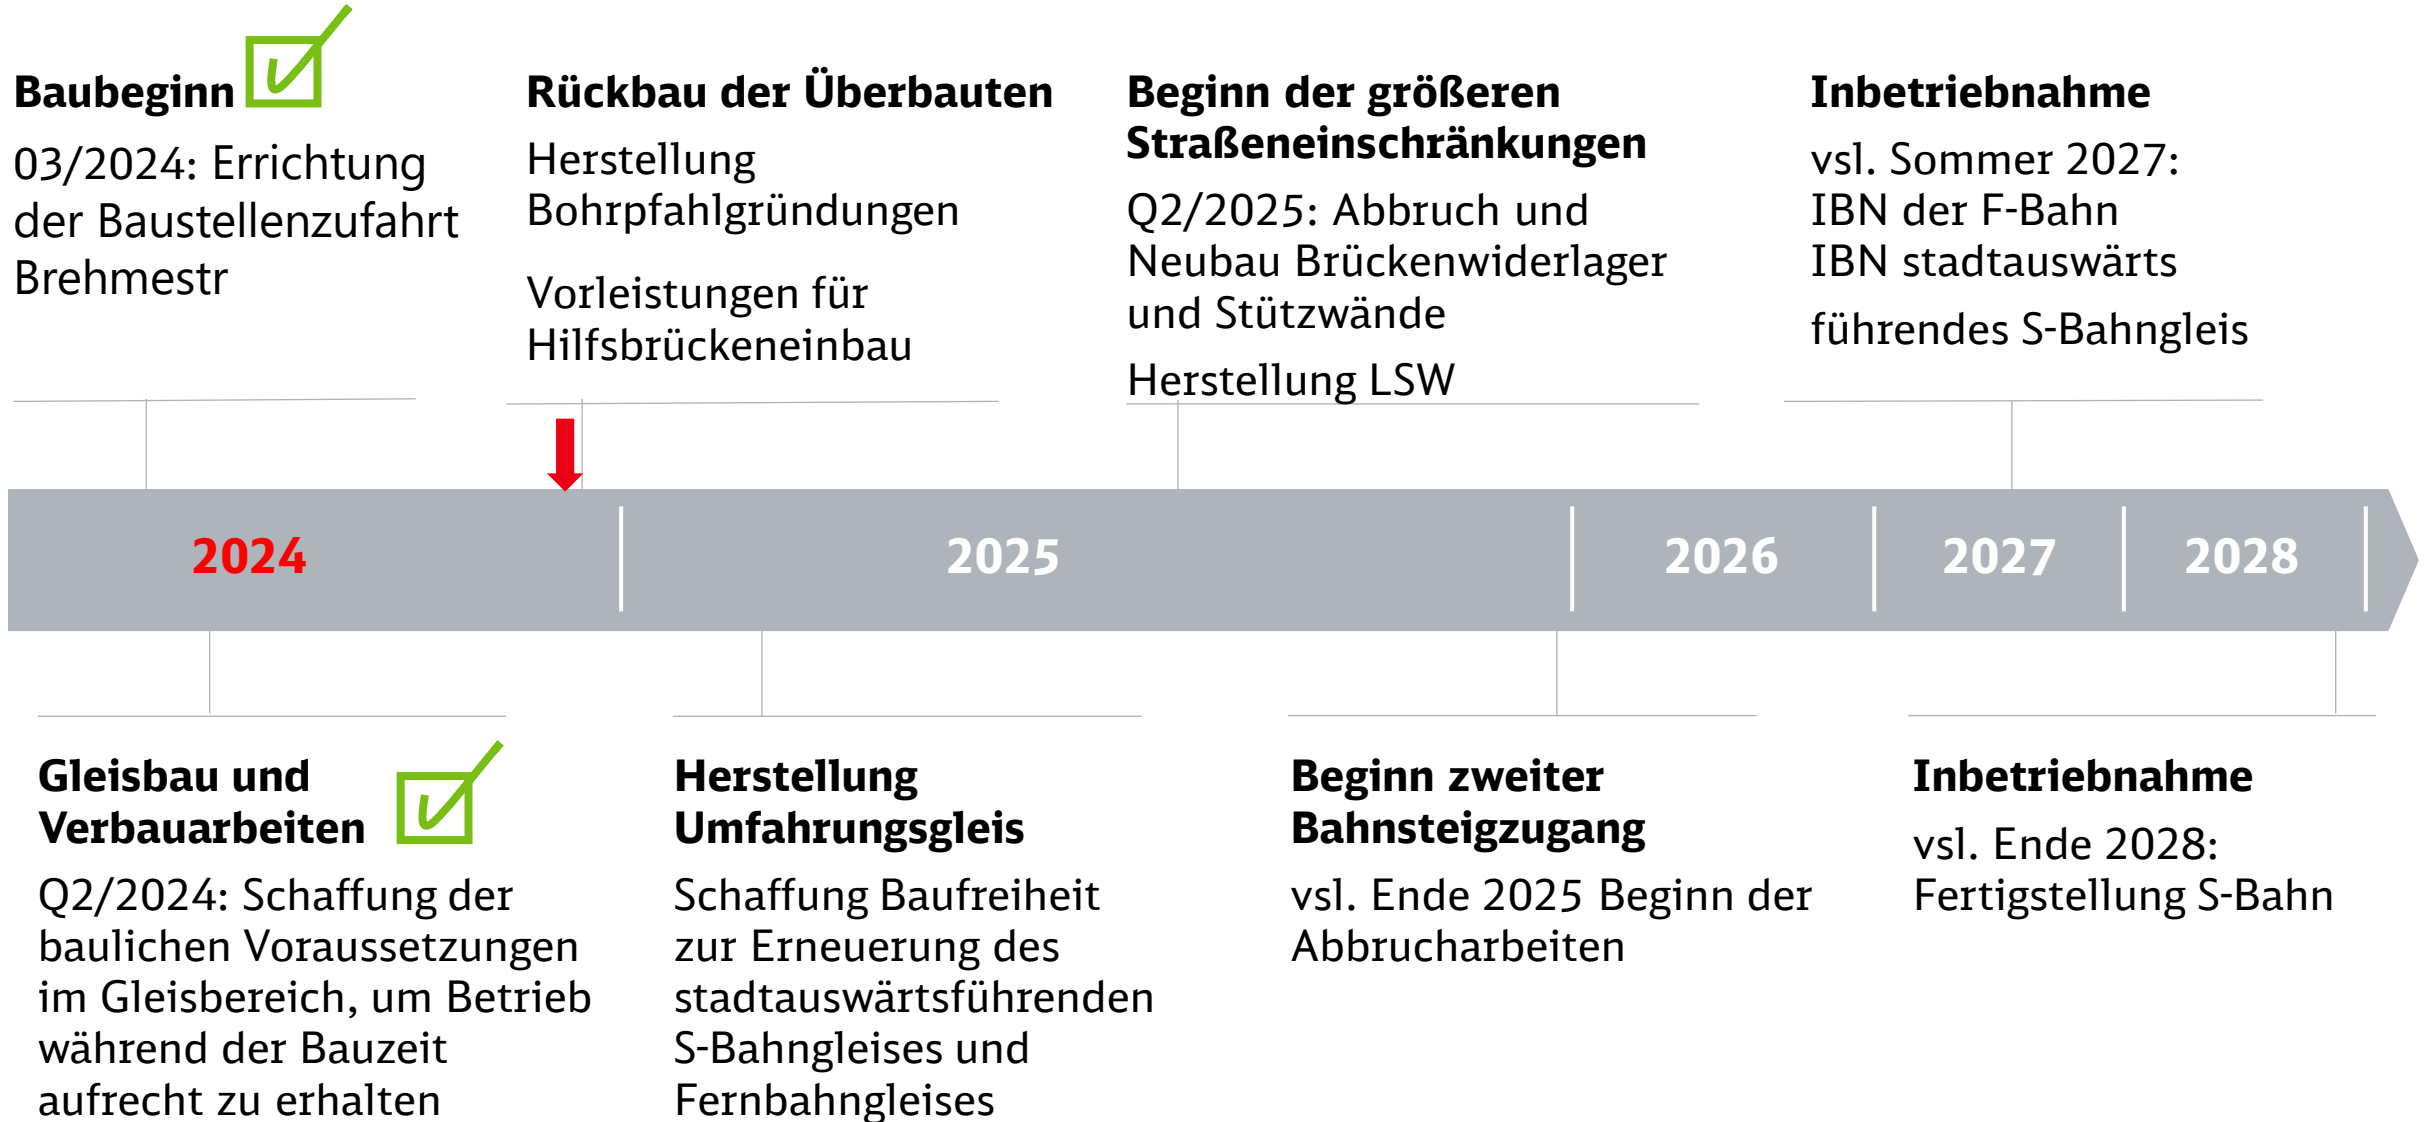 Baubeginn
03/2024: Errichtung
der Baustellenzufahrt
Brehmestr
Rückbau der Überbauten
Herstellung
Bohrpfahlgründungen
Vorleistungen für
Hilfsbrückeneinbau
Beginn der größeren
Straßeneinschränkungen
Q2/2025: Abbruch und
Neubau Brückenwiderlager
und Stützwände
Herstellung LSW
Inbetriebnahme
vsl. Sommer 2027:
IBN der F-Bahn
IBN stadtauswärts
führendes S-Bahngleis
2024
2025
2026
2027
2028
Gleisbau und
Verbauarbeiten
Q2/2024: Schaffung der
baulichen Voraussetzungen
im Gleisbereich, um Betrieb
während der Bauzeit
aufrecht zu erhalten
Herstellung
Umfahrungsgleis
Schaffung Baufreiheit
zur Erneuerung des
stadtauswärtsführenden
S-Bahngleises und
Fernbahngleises
Beginn zweiter
Bahnsteigzugang
vsl. Ende 2025 Beginn der
Abbrucharbeiten
Inbetriebnahme
vsl. Ende 2028:
Fertigstellung S-Bahn